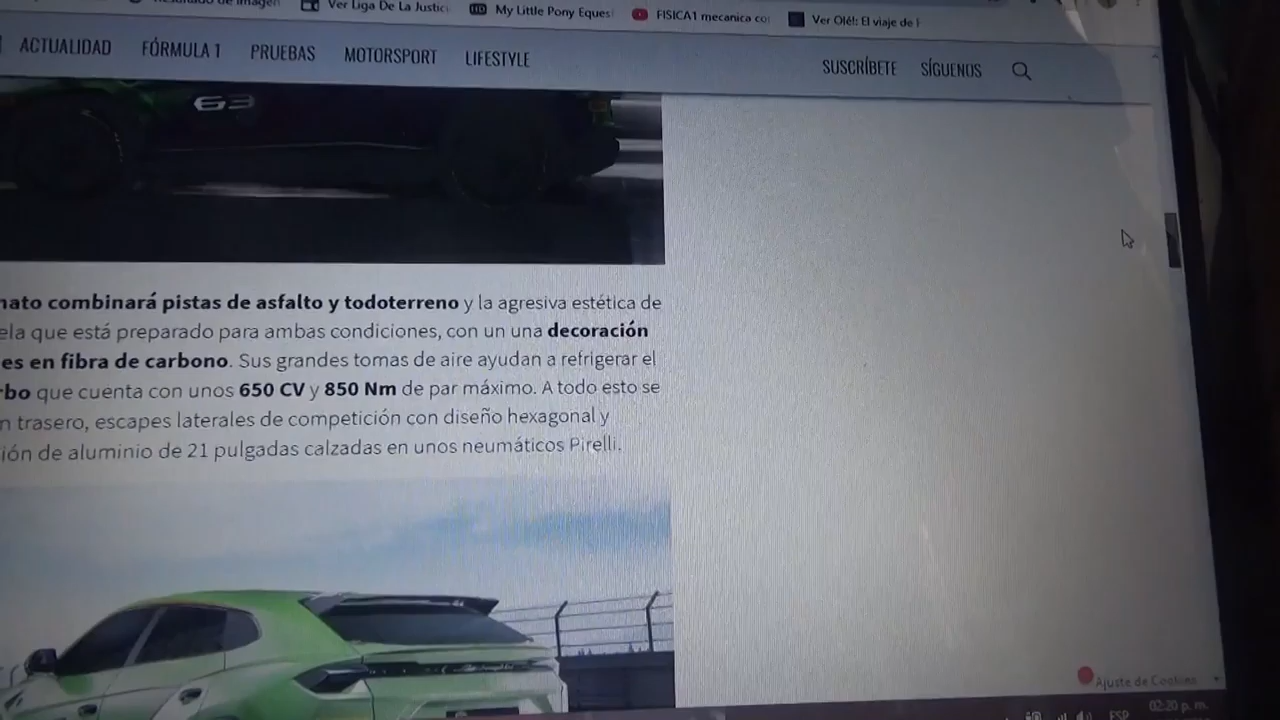 Ver Liga De La Justic
My Little Pony Eques
FISICA1 mecanica co
Ver Olé!: El viaje de
ACTUALIDAD FÓRMULA 1 PRUEBAS MOTORSPORT LIFESTYLE SUSCRÍBETE SÍGUENOS
63
nato combinará pistas de asfalto y todoterreno y la agresiva estética de
ela que está preparado para ambas condiciones, con un una decoración
es en fibra de carbono. Sus grandes tomas de aire ayudan a refrigerar el
rbo que cuenta con unos 650 CV y 850 Nm de par máximo. A todo esto se
n trasero, escapes laterales de competición con diseño hexagonal y
ión de aluminio de 21 pulgadas calzadas en unos neumáticos Pirelli.
Ajuste de Cookies
ESP 02:20 p. m.